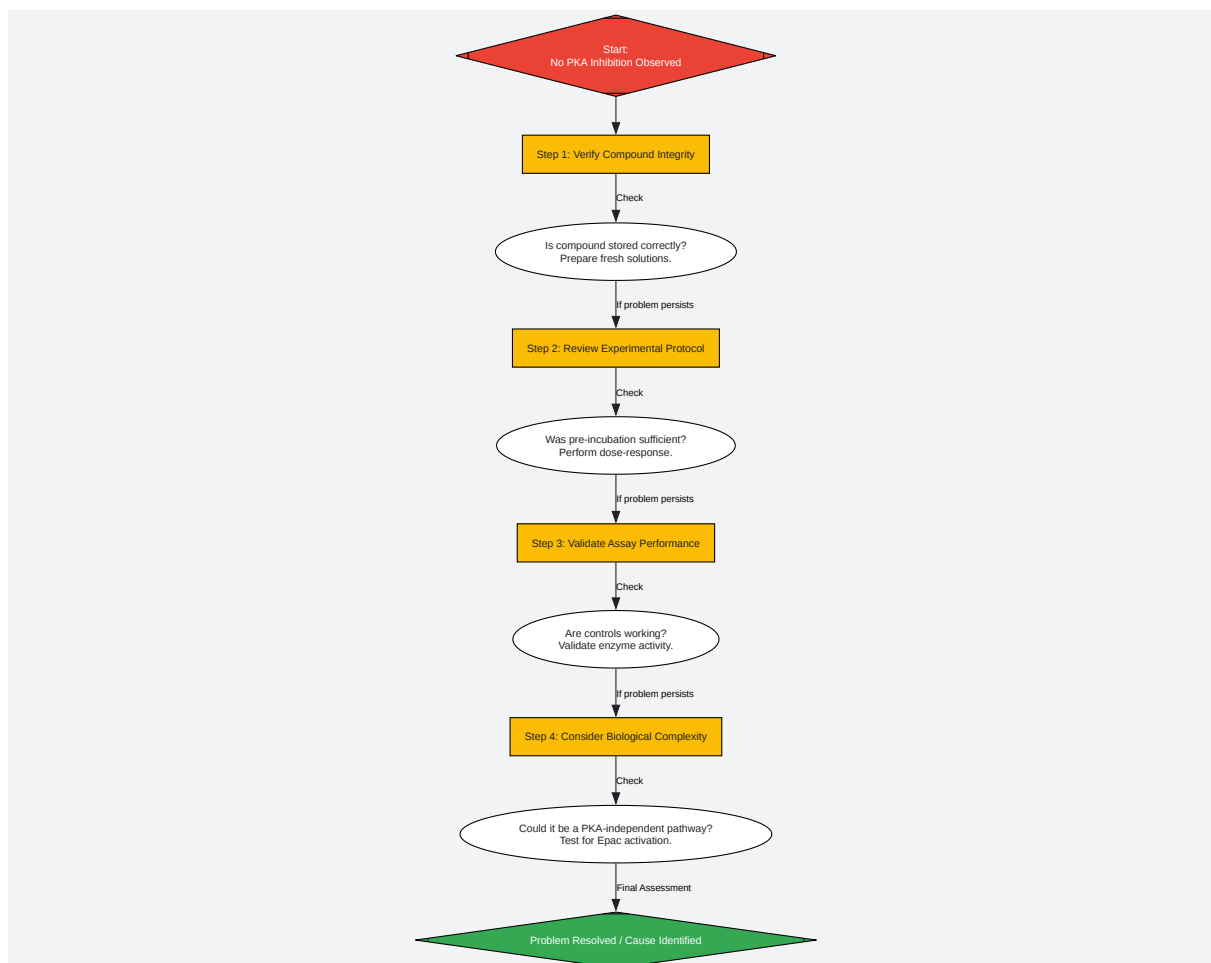 Start:
No PKA Inhibition Observed
Step 1: Verify Compound Integrity
Check
Is compound stored correctly?
Prepare fresh solutions.
If problem persists
Step 2: Review Experimental Protocol
Check
Was pre-incubation sufficient?
Perform dose-response.
If problem persists
Step 3: Validate Assay Performance
Check
Are controls working?
Validate enzyme activity.
If problem persists
Step 4: Consider Biological Complexity
Check
Could it be a PKA-independent pathway?
Test for Epac activation.
Final Assessment
Problem Resolved / Cause Identified